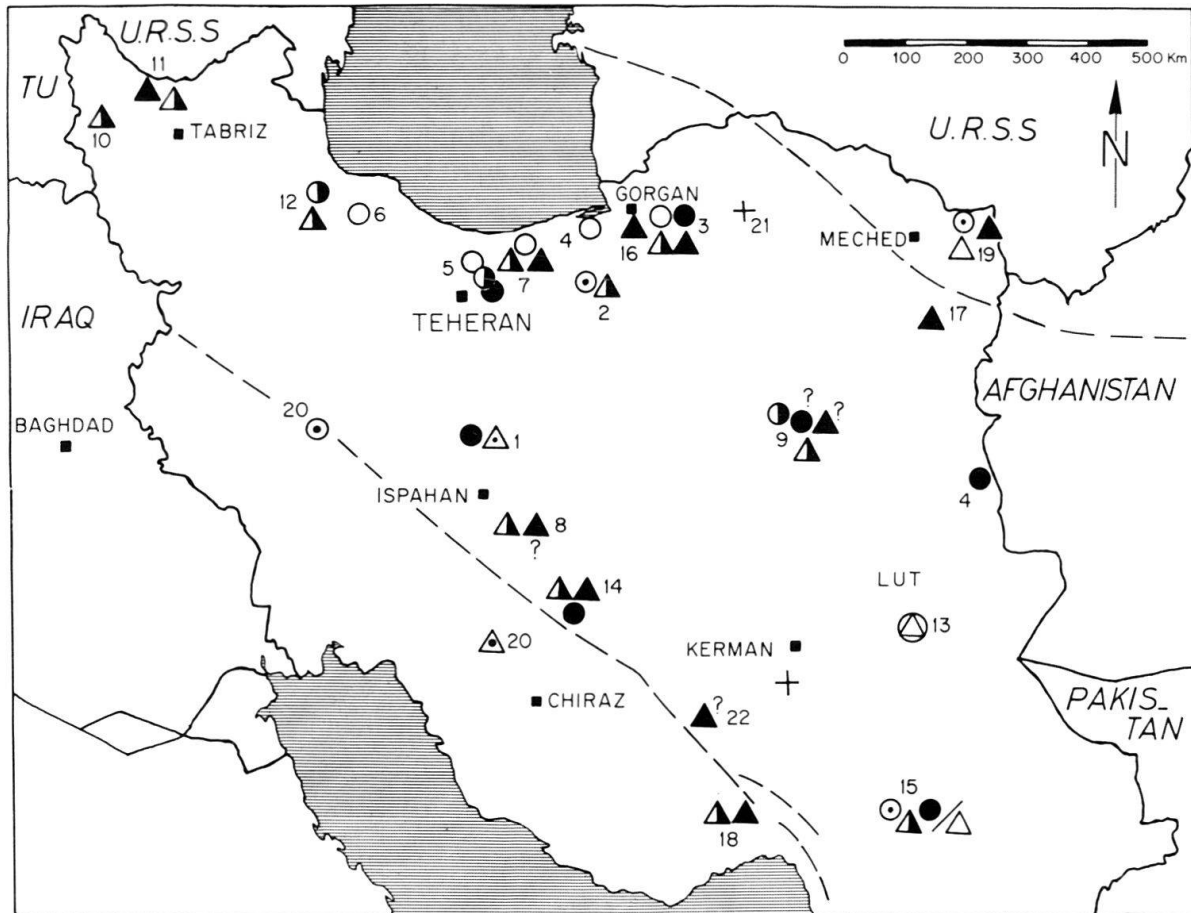 U.R.S.S
11
TU
10
TABRIZ
0 100 200 300 400 500 Km
U.R.S.S
N
12
6
GORGAN
4
16
3
21
MECHED
19
5
7
2
TEHERAN
17
IRAQ
AFGHANISTAN
BAGHDAD
20
1
? ?
9
ISPAHAN
4
8
?
14
LUT
13
20
KERMAN
CHIRAZ
?
22
PAKIS_
TAN
15
18